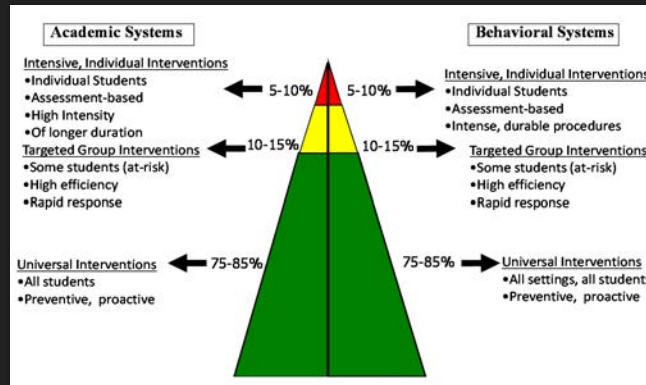 Academic Systems
Intensive, Individual Interventions
•Individual Students
•Assessment-based
•High Intensity
•Of longer duration
5-10%
Targeted Group Interventions
•Some students (at-risk)
•High efficiency
•Rapid response
10-15%
Universal Interventions
•All students
•Preventive, proactive
75-85%
Behavioral Systems
5-10%
Intensive, Individual Interventions
•Individual Students
•Assessment-based
•Intense, durable procedures
10-15%
Targeted Group Interventions
•Some students (at-risk)
•High efficiency
•Rapid response
75-85%
Universal Interventions
•All settings, all students
•Preventive, proactive